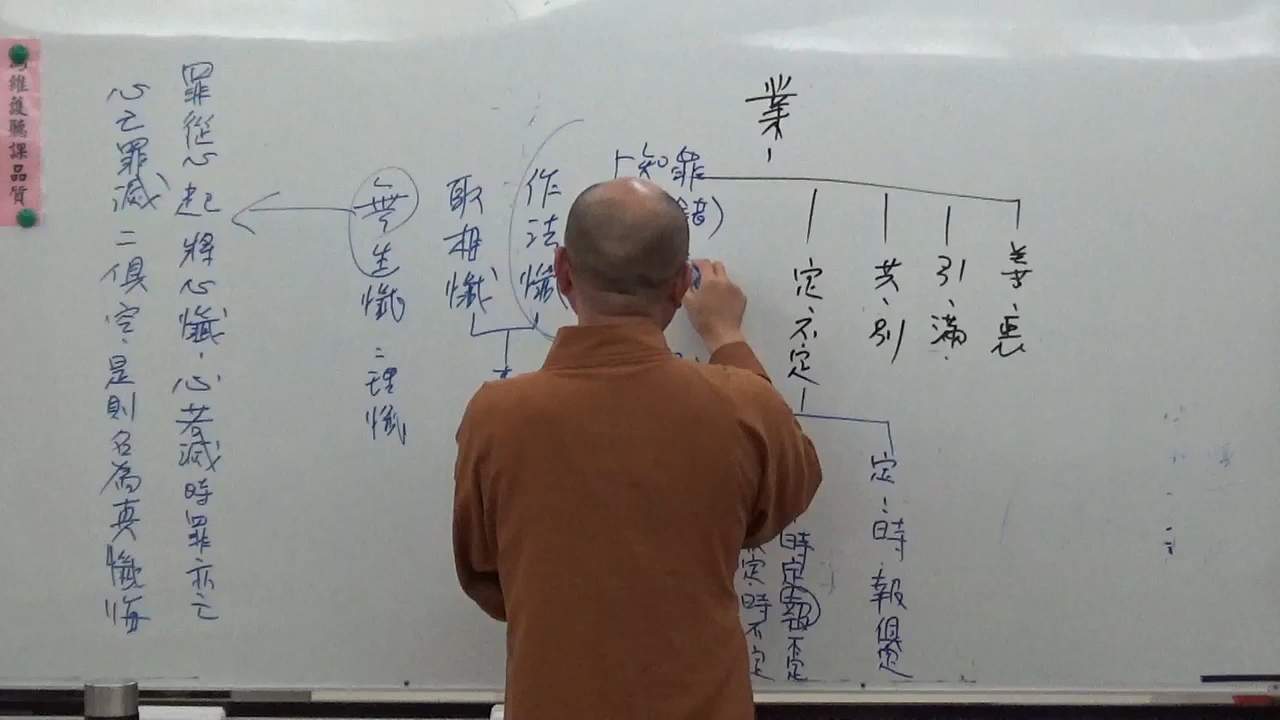 業
善、惡
引、滿
共、別
定、不定
定：時、報俱定
時定報不定
定時不定
知罪
錯)
作法懺
取相懺
無生懺=理懺
罪從心起將心懺，心若滅時罪亦亡
心亡罪滅二俱空，是則名為真懺悔
維護聽課品質